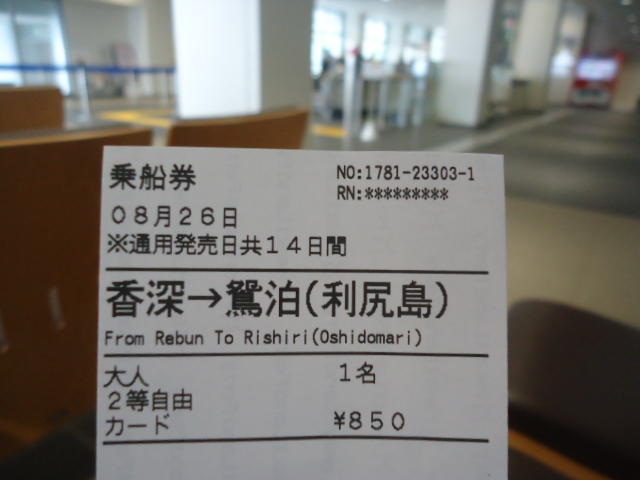 乗船券
NO:1781-23303-1
RN:*********
08月26日
※通用発売日共14日間
香深→鴛泊(利尻島)
From Rebun To Rishiri(Oshidomari)
大人 1名
2等自由
カード ¥850